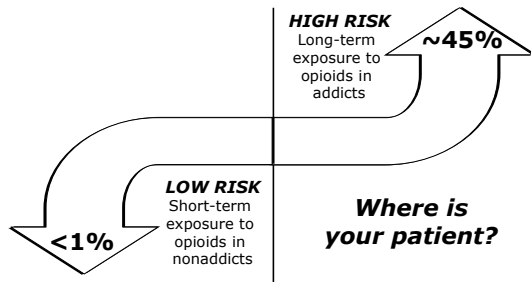 HIGH RISK
Long-term
exposure to
opioids in
addicts
~45%
LOW RISK
Short-term
exposure to
opioids in
nonaddicts
<1%
Where is
your patient?